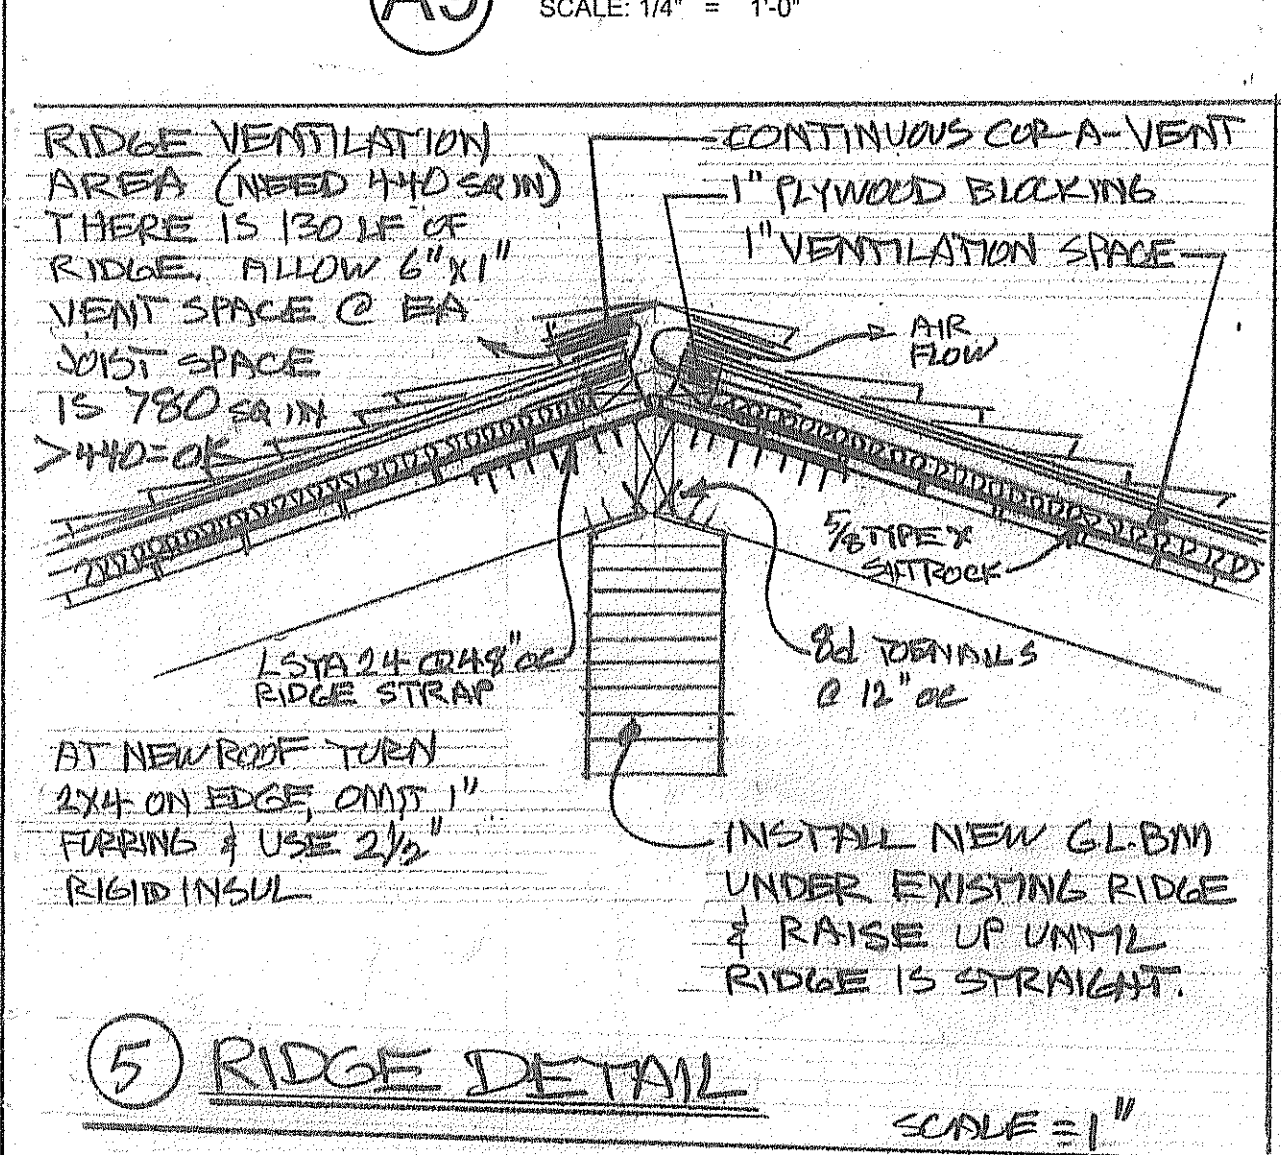 A5
SCALE: 1/4" = 1'-0"
RIDGE VENTILATION
AREA (NEED 440 SQ IN)
THERE IS 130 LF OF
RIDGE. ALLOW 6"X1"
VENT SPACE @ EA
JOIST SPACE
IS 780 SQ IN
>440=OK
CONTINUOUS COR-A-VENT
1" PLYWOOD BLOCKING
1" VENTILATION SPACE
AIR
FLOW
5/8 TYPE X
SHTROCK
LSTA 24 @ 48" OC
RIDGE STRAP
8d TOENAILS
@ 12" OC
AT NEW ROOF TURN
2X4 ON EDGE, OMIT 1"
FURRING & USE 2 1/2"
RIGID INSUL
INSTALL NEW GL.BM
UNDER EXISTING RIDGE
& RAISE UP UNTIL
RIDGE IS STRAIGHT.
5 RIDGE DETAIL
SCALE = 1"